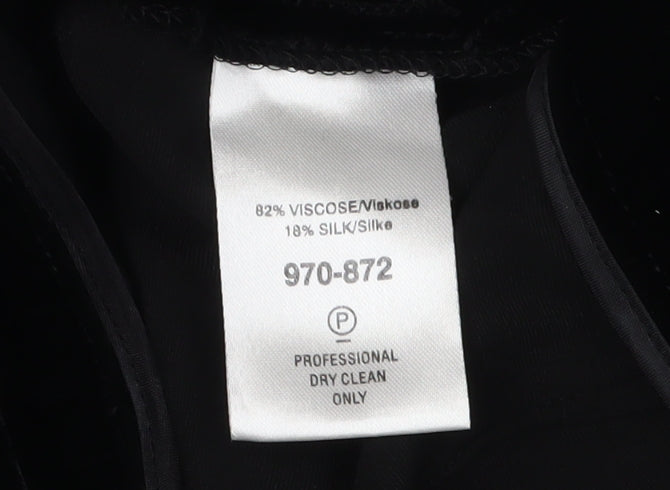 82% VISCOSE/Viskose
18% SILK/Silke
970-872
P
PROFESSIONAL
DRY CLEAN
ONLY